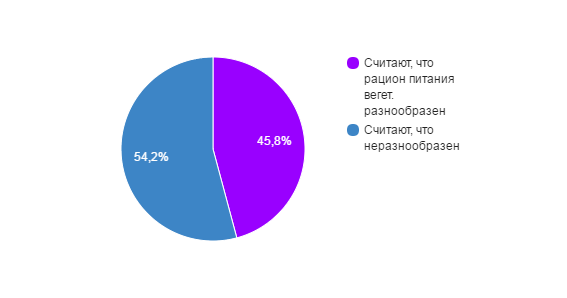 Считают, что
рацион питания
вегет.
разнообразен
Считают, что
неразнообразен
45,8%
54,2%